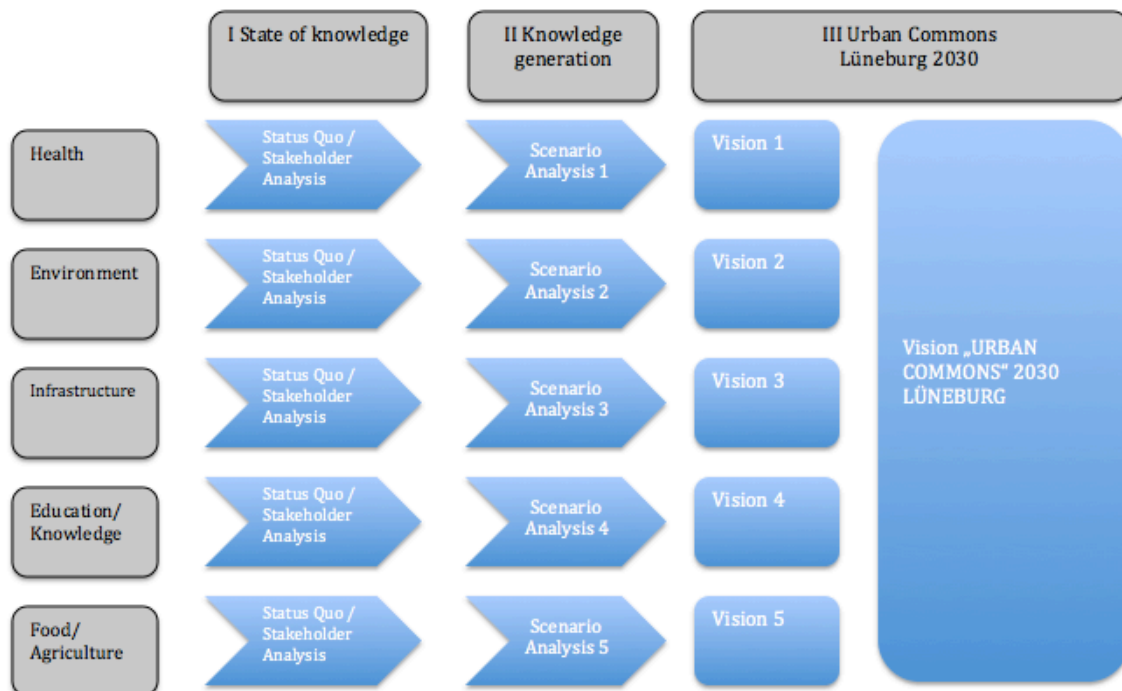 I State of knowledge
II Knowledge
generation
III Urban Commons
Lüneburg 2030
Health
Status Quo /
Stakeholder
Analysis
Scenario
Analysis 1
Vision 1
Environment
Status Quo /
Stakeholder
Analysis
Scenario
Analysis 2
Vision 2
Infrastructure
Status Quo /
Stakeholder
Analysis
Scenario
Analysis 3
Vision 3
Vision „URBAN
COMMONS“ 2030
LÜNEBURG
Education/
Knowledge
Status Quo /
Stakeholder
Analysis
Scenario
Analysis 4
Vision 4
Food/
Agriculture
Status Quo /
Stakeholder
Analysis
Scenario
Analysis 5
Vision 5